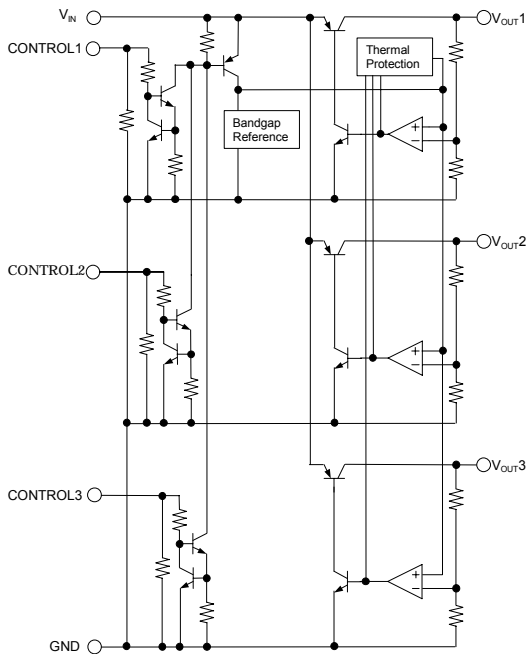 VIN
VOUT1
CONTROL1
Thermal
Protection
Bandgap
Reference
+
−
VOUT2
CONTROL2
+
−
VOUT3
CONTROL3
+
−
GND